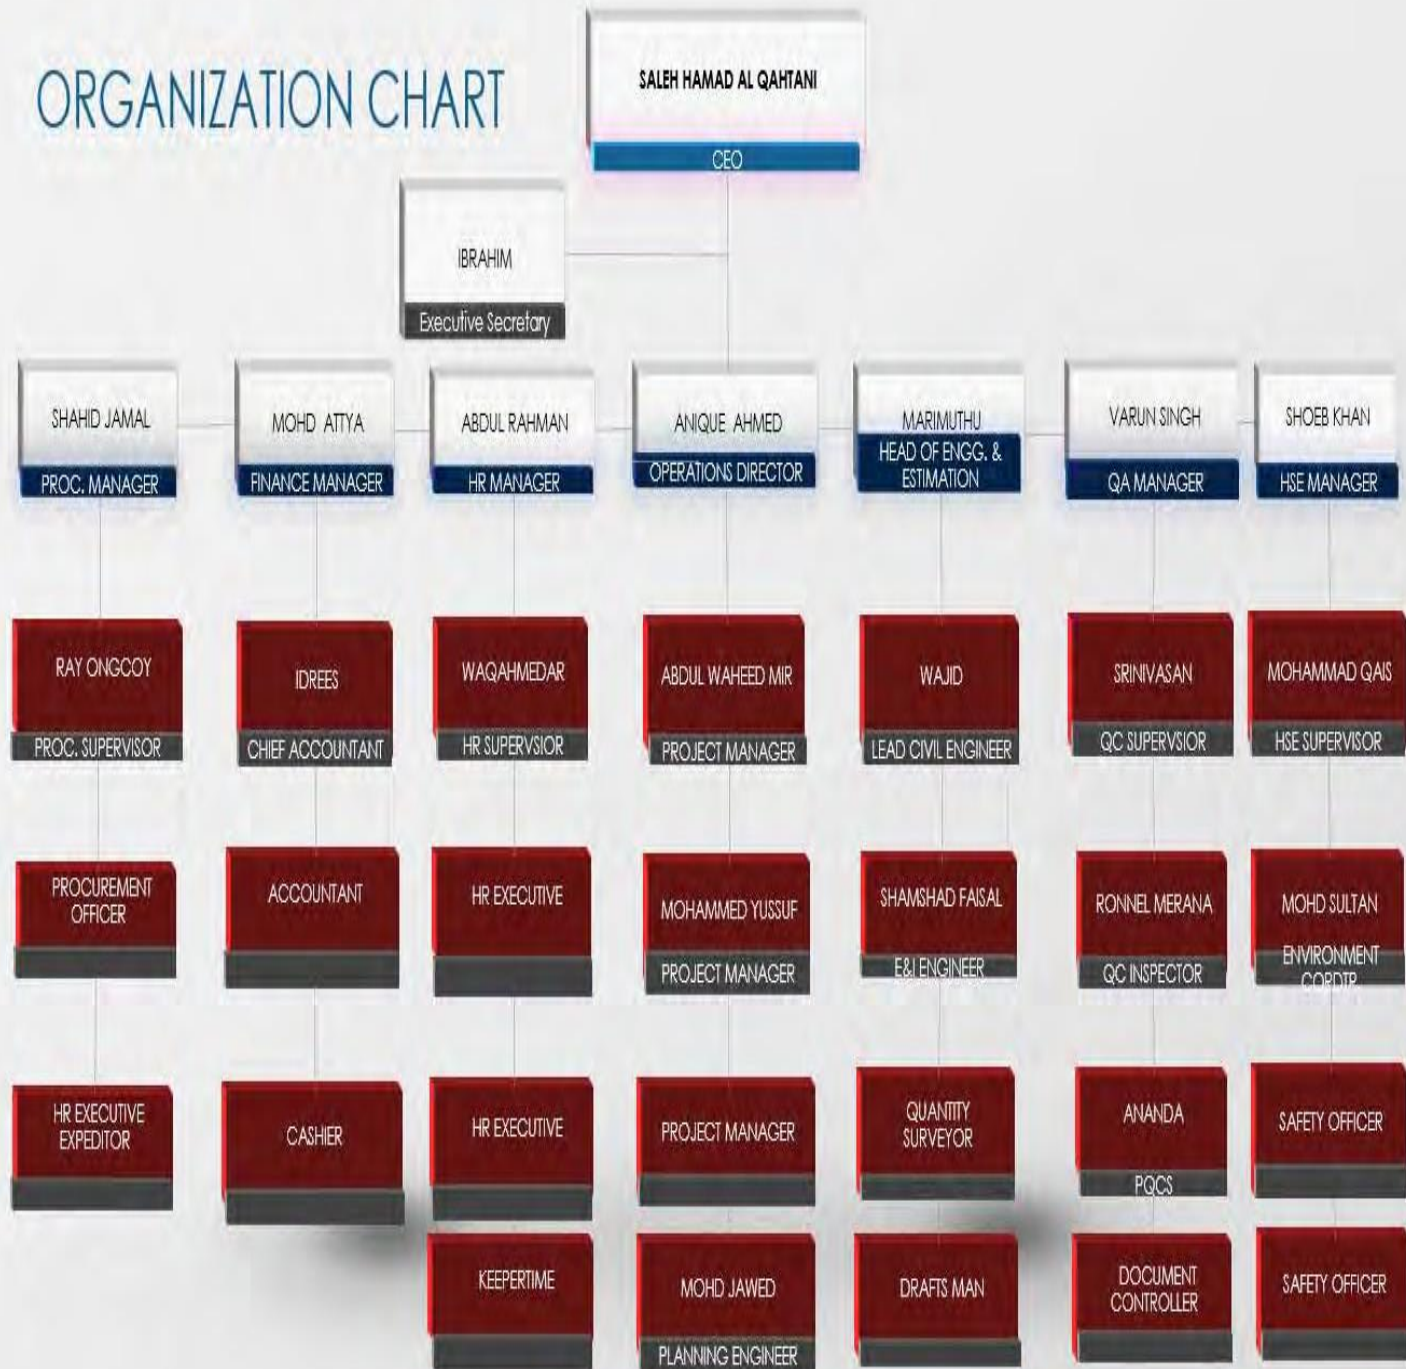 ORGANIZATION CHART
SALEH HAMAD AL QAHTANI
CEO
IBRAHIM
Executive Secretary
SHAHID JAMAL
PROC. MANAGER
MOHD ATTYA
FINANCE MANAGER
ABDUL RAHMAN
HR MANAGER
ANIQUE AHMED
OPERATIONS DIRECTOR
MARIMUTHU
HEAD OF ENGG. &
ESTIMATION
VARUN SINGH
QA MANAGER
SHOEB KHAN
HSE MANAGER
RAY ONGCOY
PROC. SUPERVISOR
IDREES
CHIEF ACCOUNTANT
WAQAHMEDAR
HR SUPERVSIOR
ABDUL WAHEED MIR
PROJECT MANAGER
WAJID
LEAD CIVIL ENGINEER
SRINIVASAN
QC SUPERVSIOR
MOHAMMAD QAIS
HSE SUPERVISOR
PROCUREMENT
OFFICER
ACCOUNTANT
HR EXECUTIVE
MOHAMMED YUSSUF
PROJECT MANAGER
SHAMSHAD FAISAL
E&I ENGINEER
RONNEL MERANA
QC INSPECTOR
MOHD SULTAN
ENVIRONMENT
CORDTR.
HR EXECUTIVE
EXPEDITOR
CASHIER
HR EXECUTIVE
PROJECT MANAGER
QUANTITY
SURVEYOR
ANANDA
PQCS
SAFETY OFFICER
KEEPERTIME
MOHD JAWED
PLANNING ENGINEER
DRAFTS MAN
DOCUMENT
CONTROLLER
SAFETY OFFICER